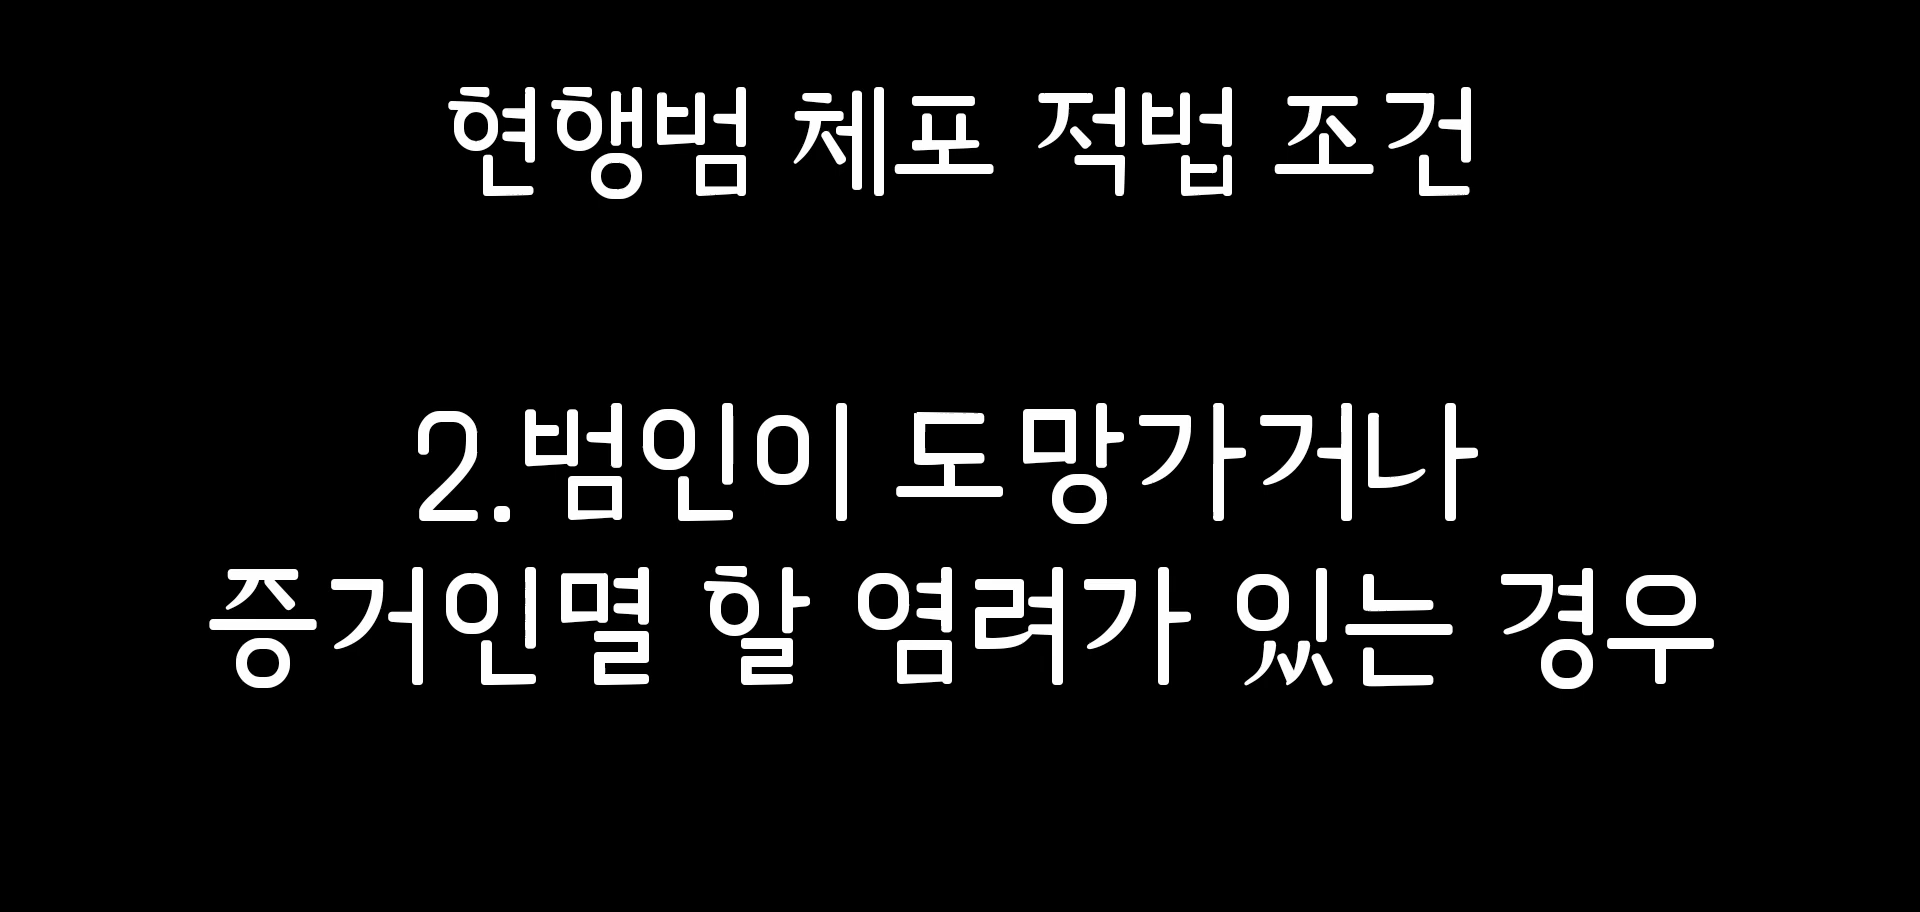 현행범 체포 적법 조건
2.범인이 도망가거나
증거인멸 할 염려가 있는 경우